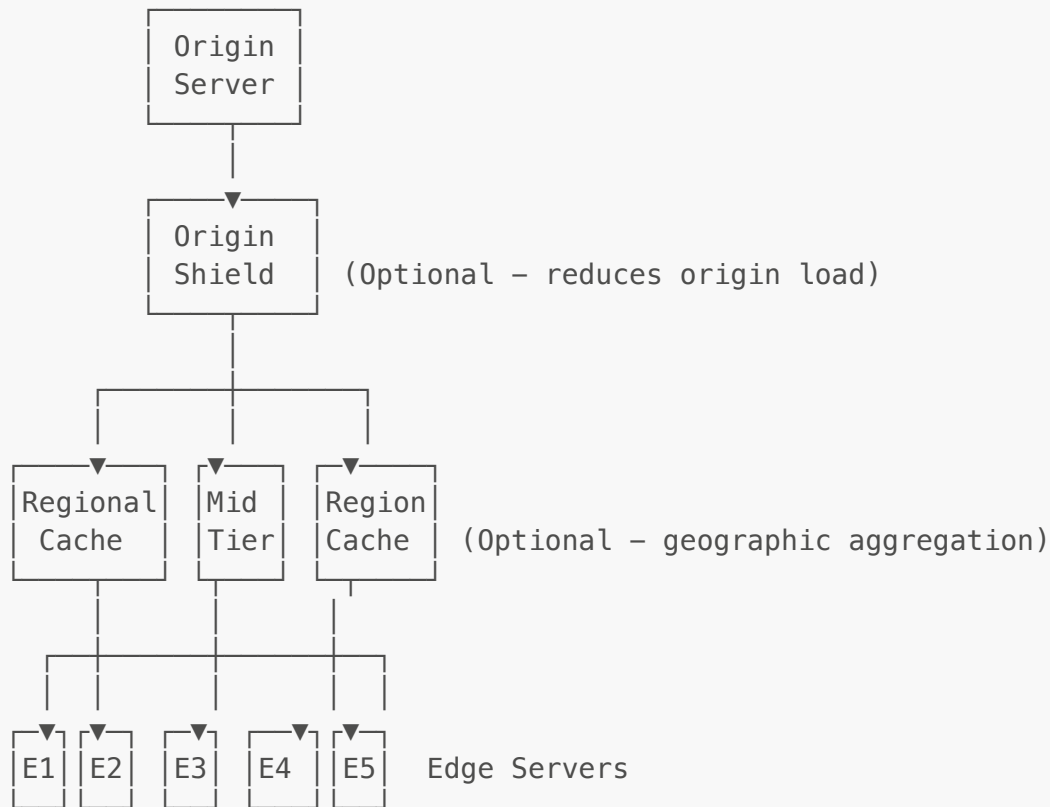 Origin
Server
Origin
Shield (Optional – reduces origin load)
Regional Mid Region
Cache Tier Cache (Optional – geographic aggregation)
E1 E2 E3 E4 E5 Edge Servers